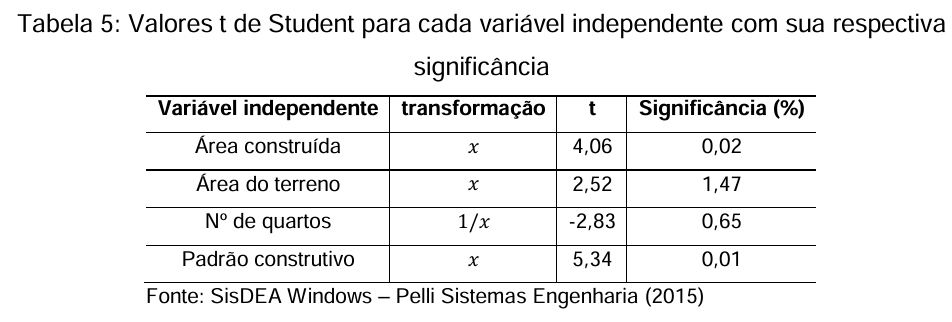 Tabela 5: Valores t de Student para cada variável independente com sua respectiva
significância
Variável independente transformação t Significância (%)
Área construída x 4,06 0,02
Área do terreno x 2,52 1,47
Nº de quartos 1/x -2,83 0,65
Padrão construtivo x 5,34 0,01
Fonte: SisDEA Windows – Pelli Sistemas Engenharia (2015)